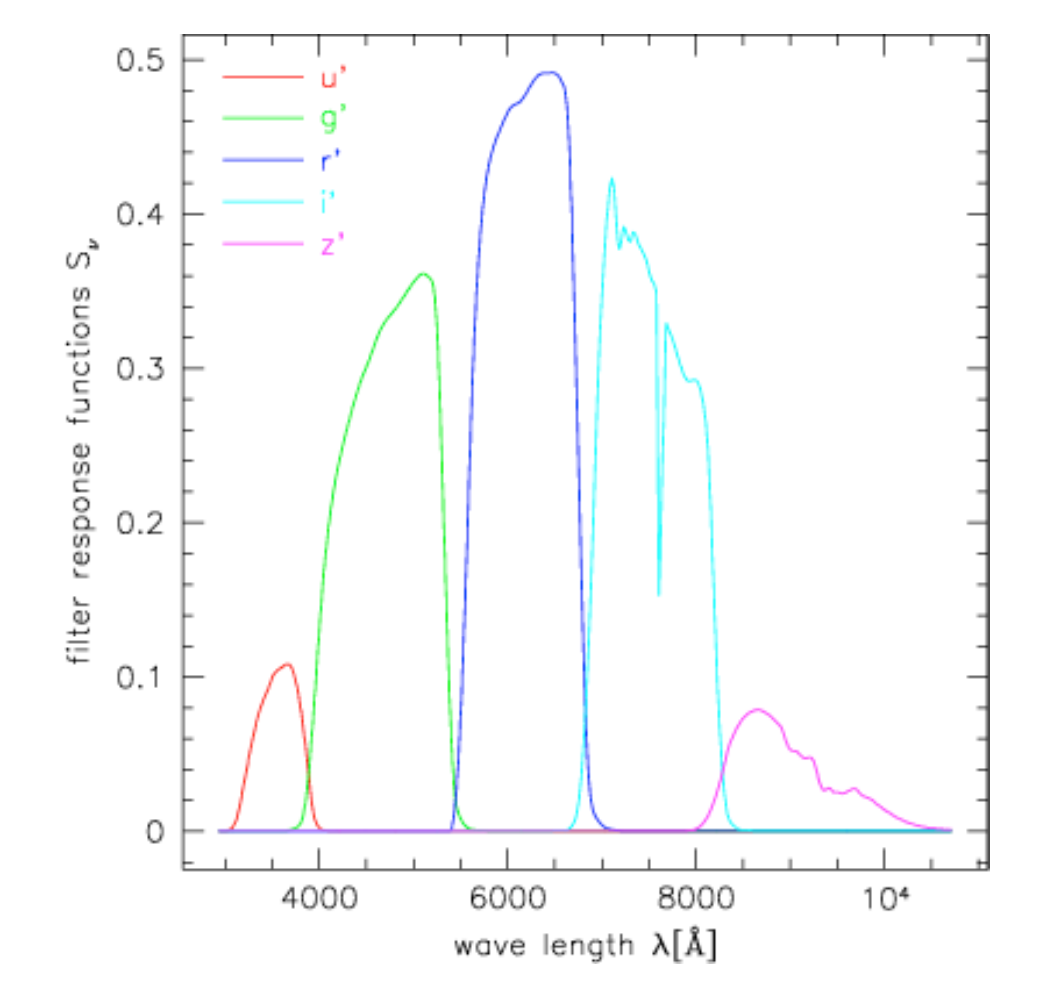 0.5
0.4
0.3
0.2
0.1
0
filter response functions Sν
u'
g'
r'
i'
z'
4000 6000 8000 10⁴
wave length λ[Å]